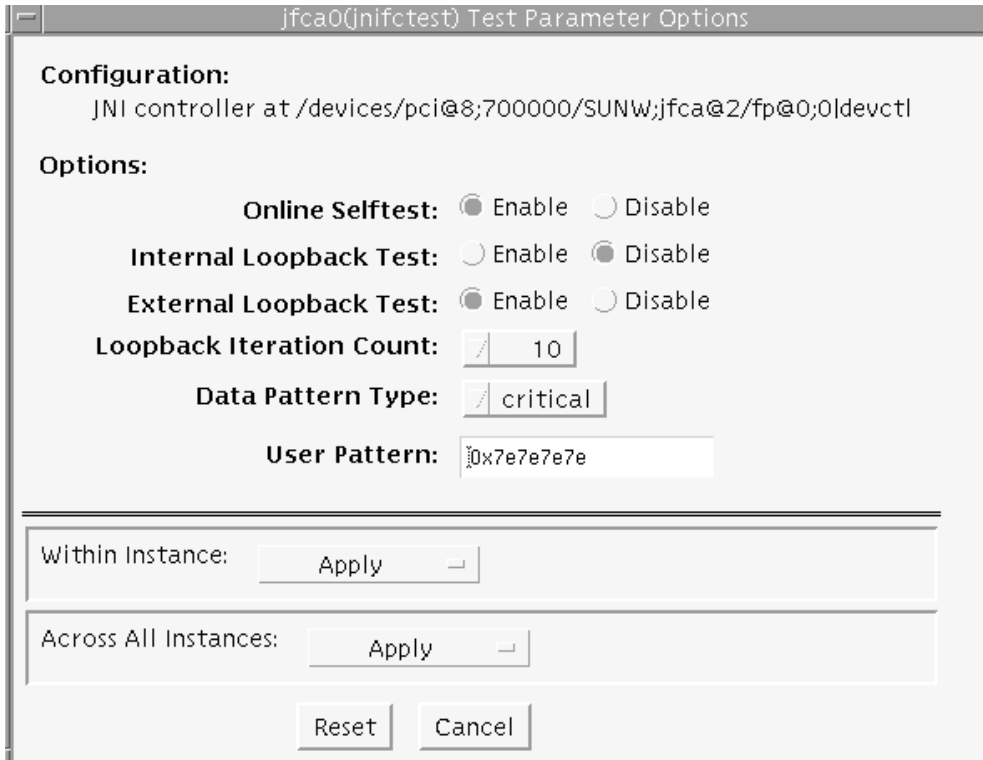 jfca0(jnifctest) Test Parameter Options
Configuration:
JNI controller at /devices/pci@8;700000/SUNW;jfca@2/fp@0;0|devctl
Options:
Online Selftest: Enable Disable
Internal Loopback Test: Enable Disable
External Loopback Test: Enable Disable
Loopback Iteration Count: 10
Data Pattern Type: critical
User Pattern: 0x7e7e7e7e
Within Instance: Apply
Across All Instances: Apply
Reset Cancel